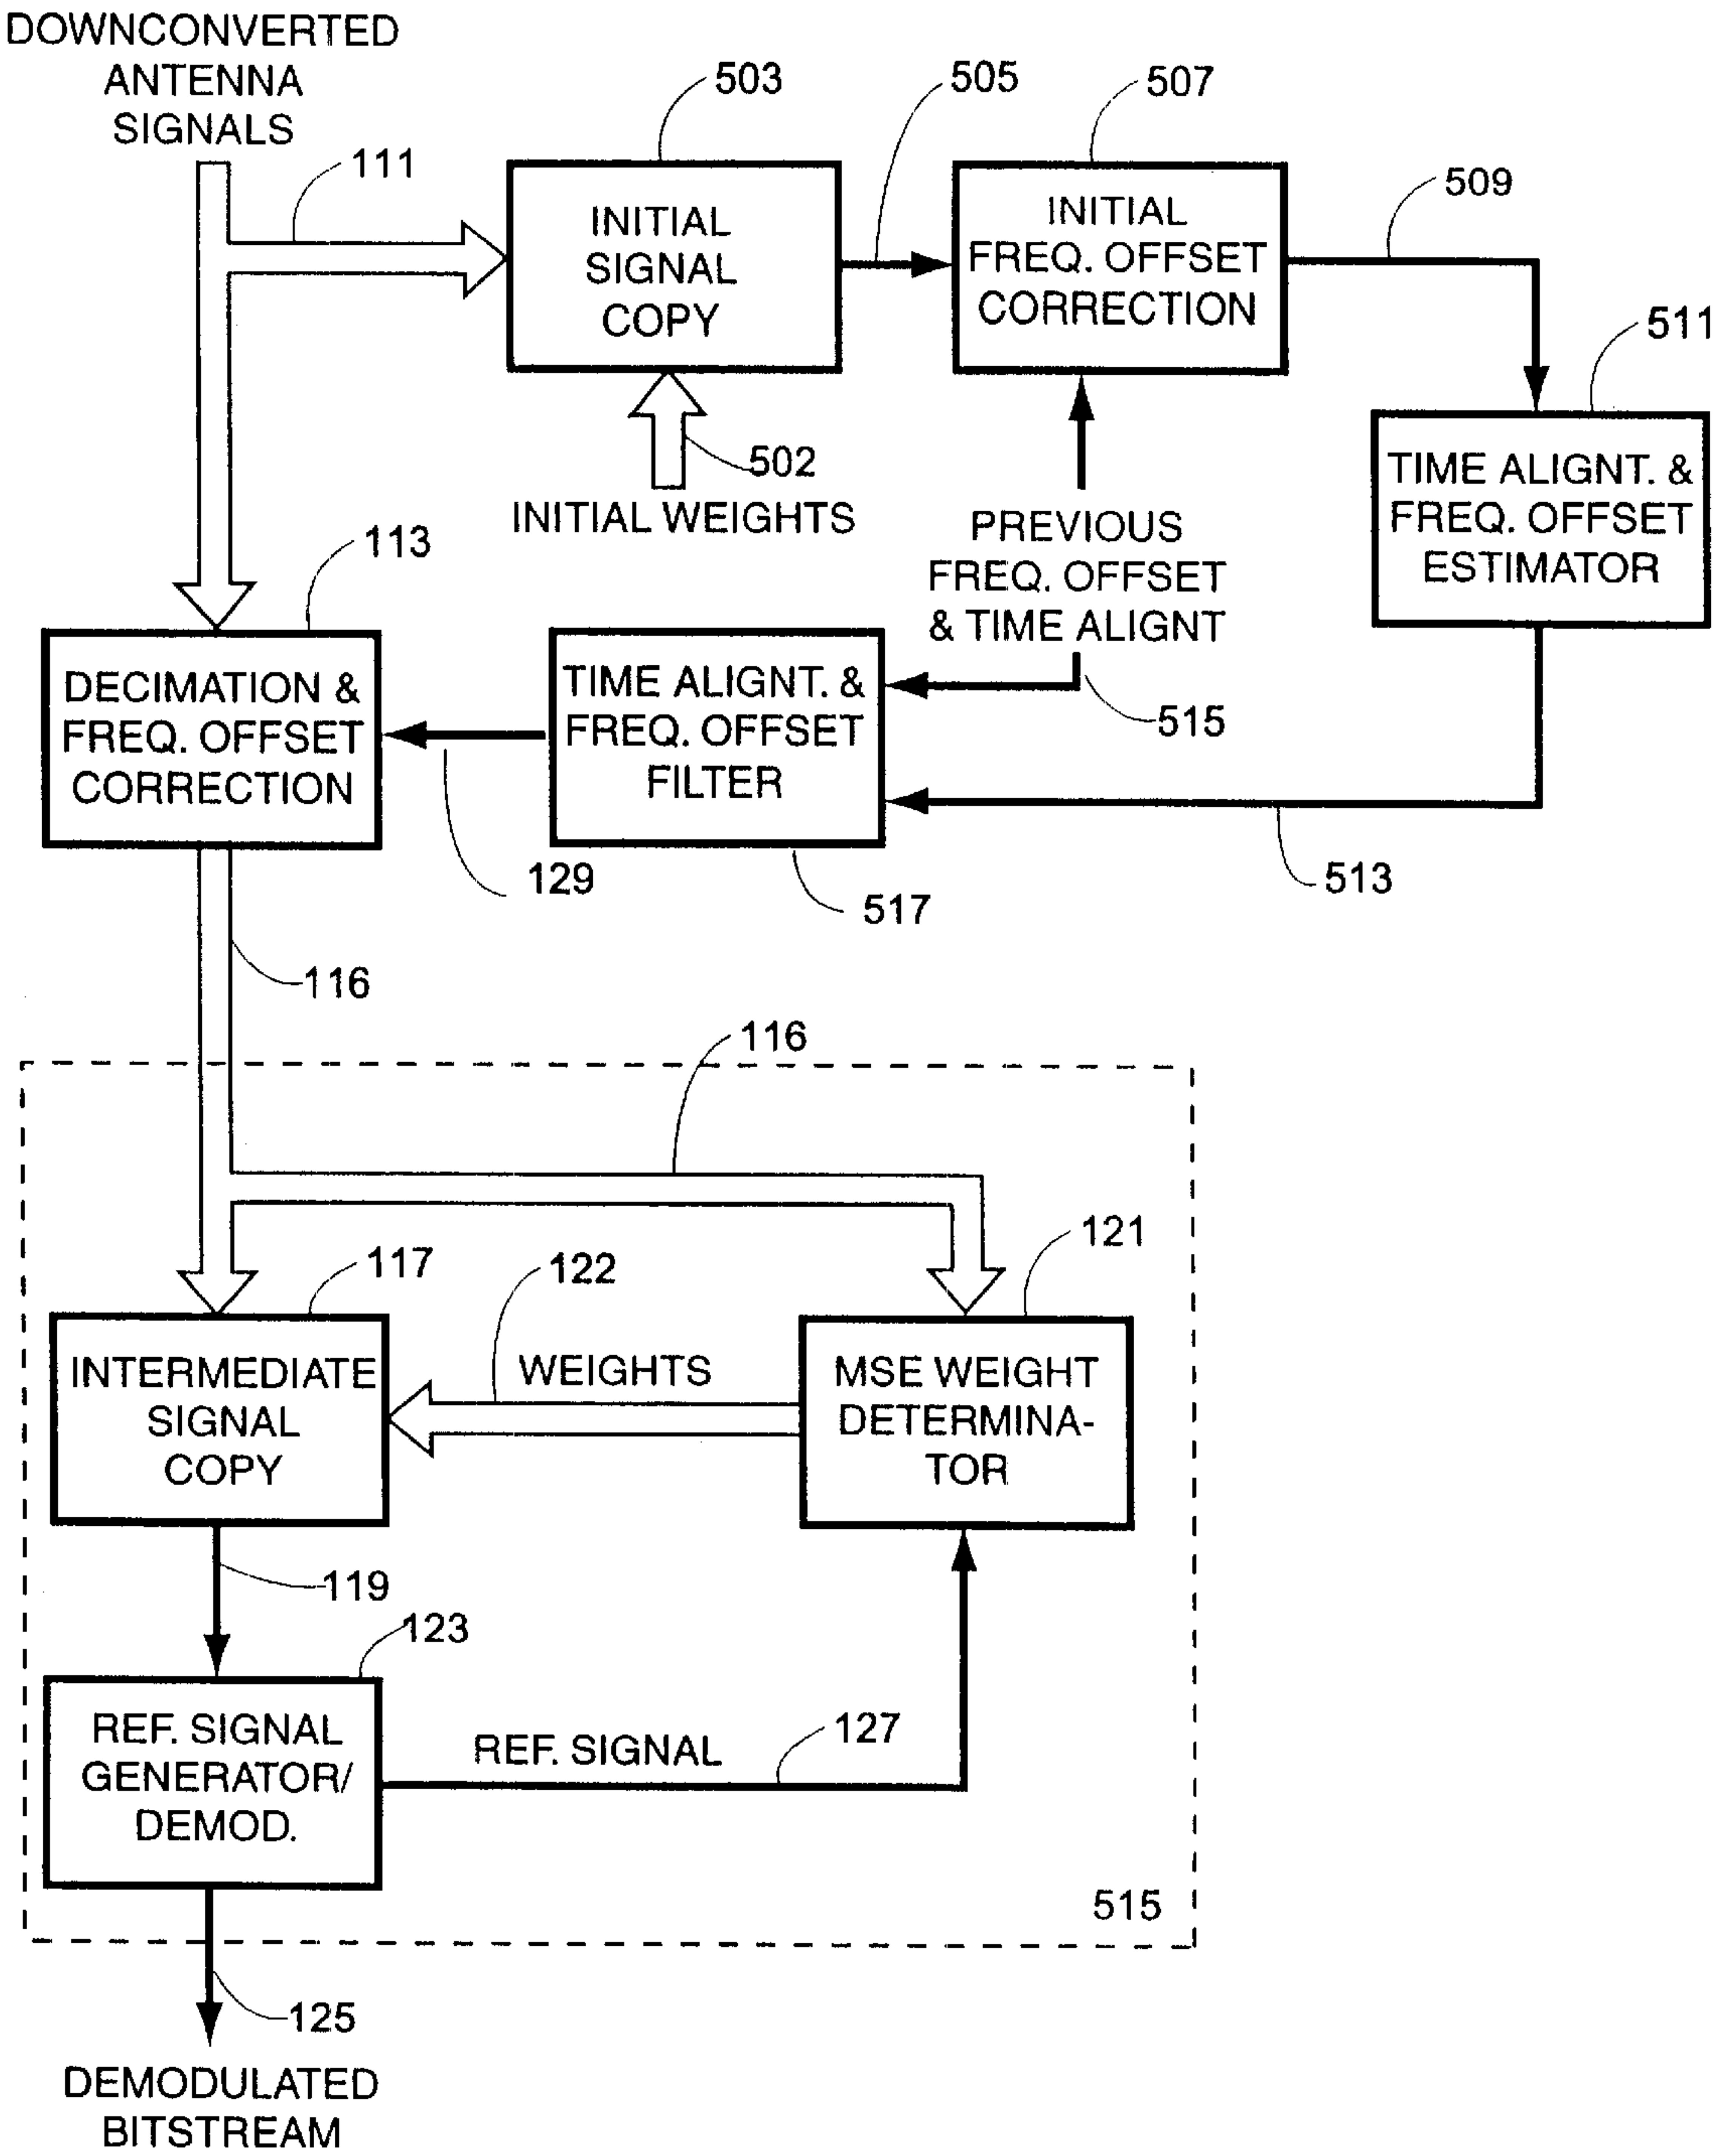 DOWNCONVERTED
ANTENNA
SIGNALS
111
503
505
507
509
INITIAL
SIGNAL
COPY
INITIAL
FREQ. OFFSET
CORRECTION
511
502
INITIAL WEIGHTS
PREVIOUS
FREQ. OFFSET
& TIME ALIGNT
TIME ALIGNT. &
FREQ. OFFSET
ESTIMATOR
113
DECIMATION &
FREQ. OFFSET
CORRECTION
TIME ALIGNT. &
FREQ. OFFSET
FILTER
515
129
517
513
116
116
117
122
121
INTERMEDIATE
SIGNAL
COPY
WEIGHTS
MSE WEIGHT
DETERMINA-
TOR
119
123
REF. SIGNAL
GENERATOR/
DEMOD.
REF. SIGNAL
127
515
125
DEMODULATED
BITSTREAM